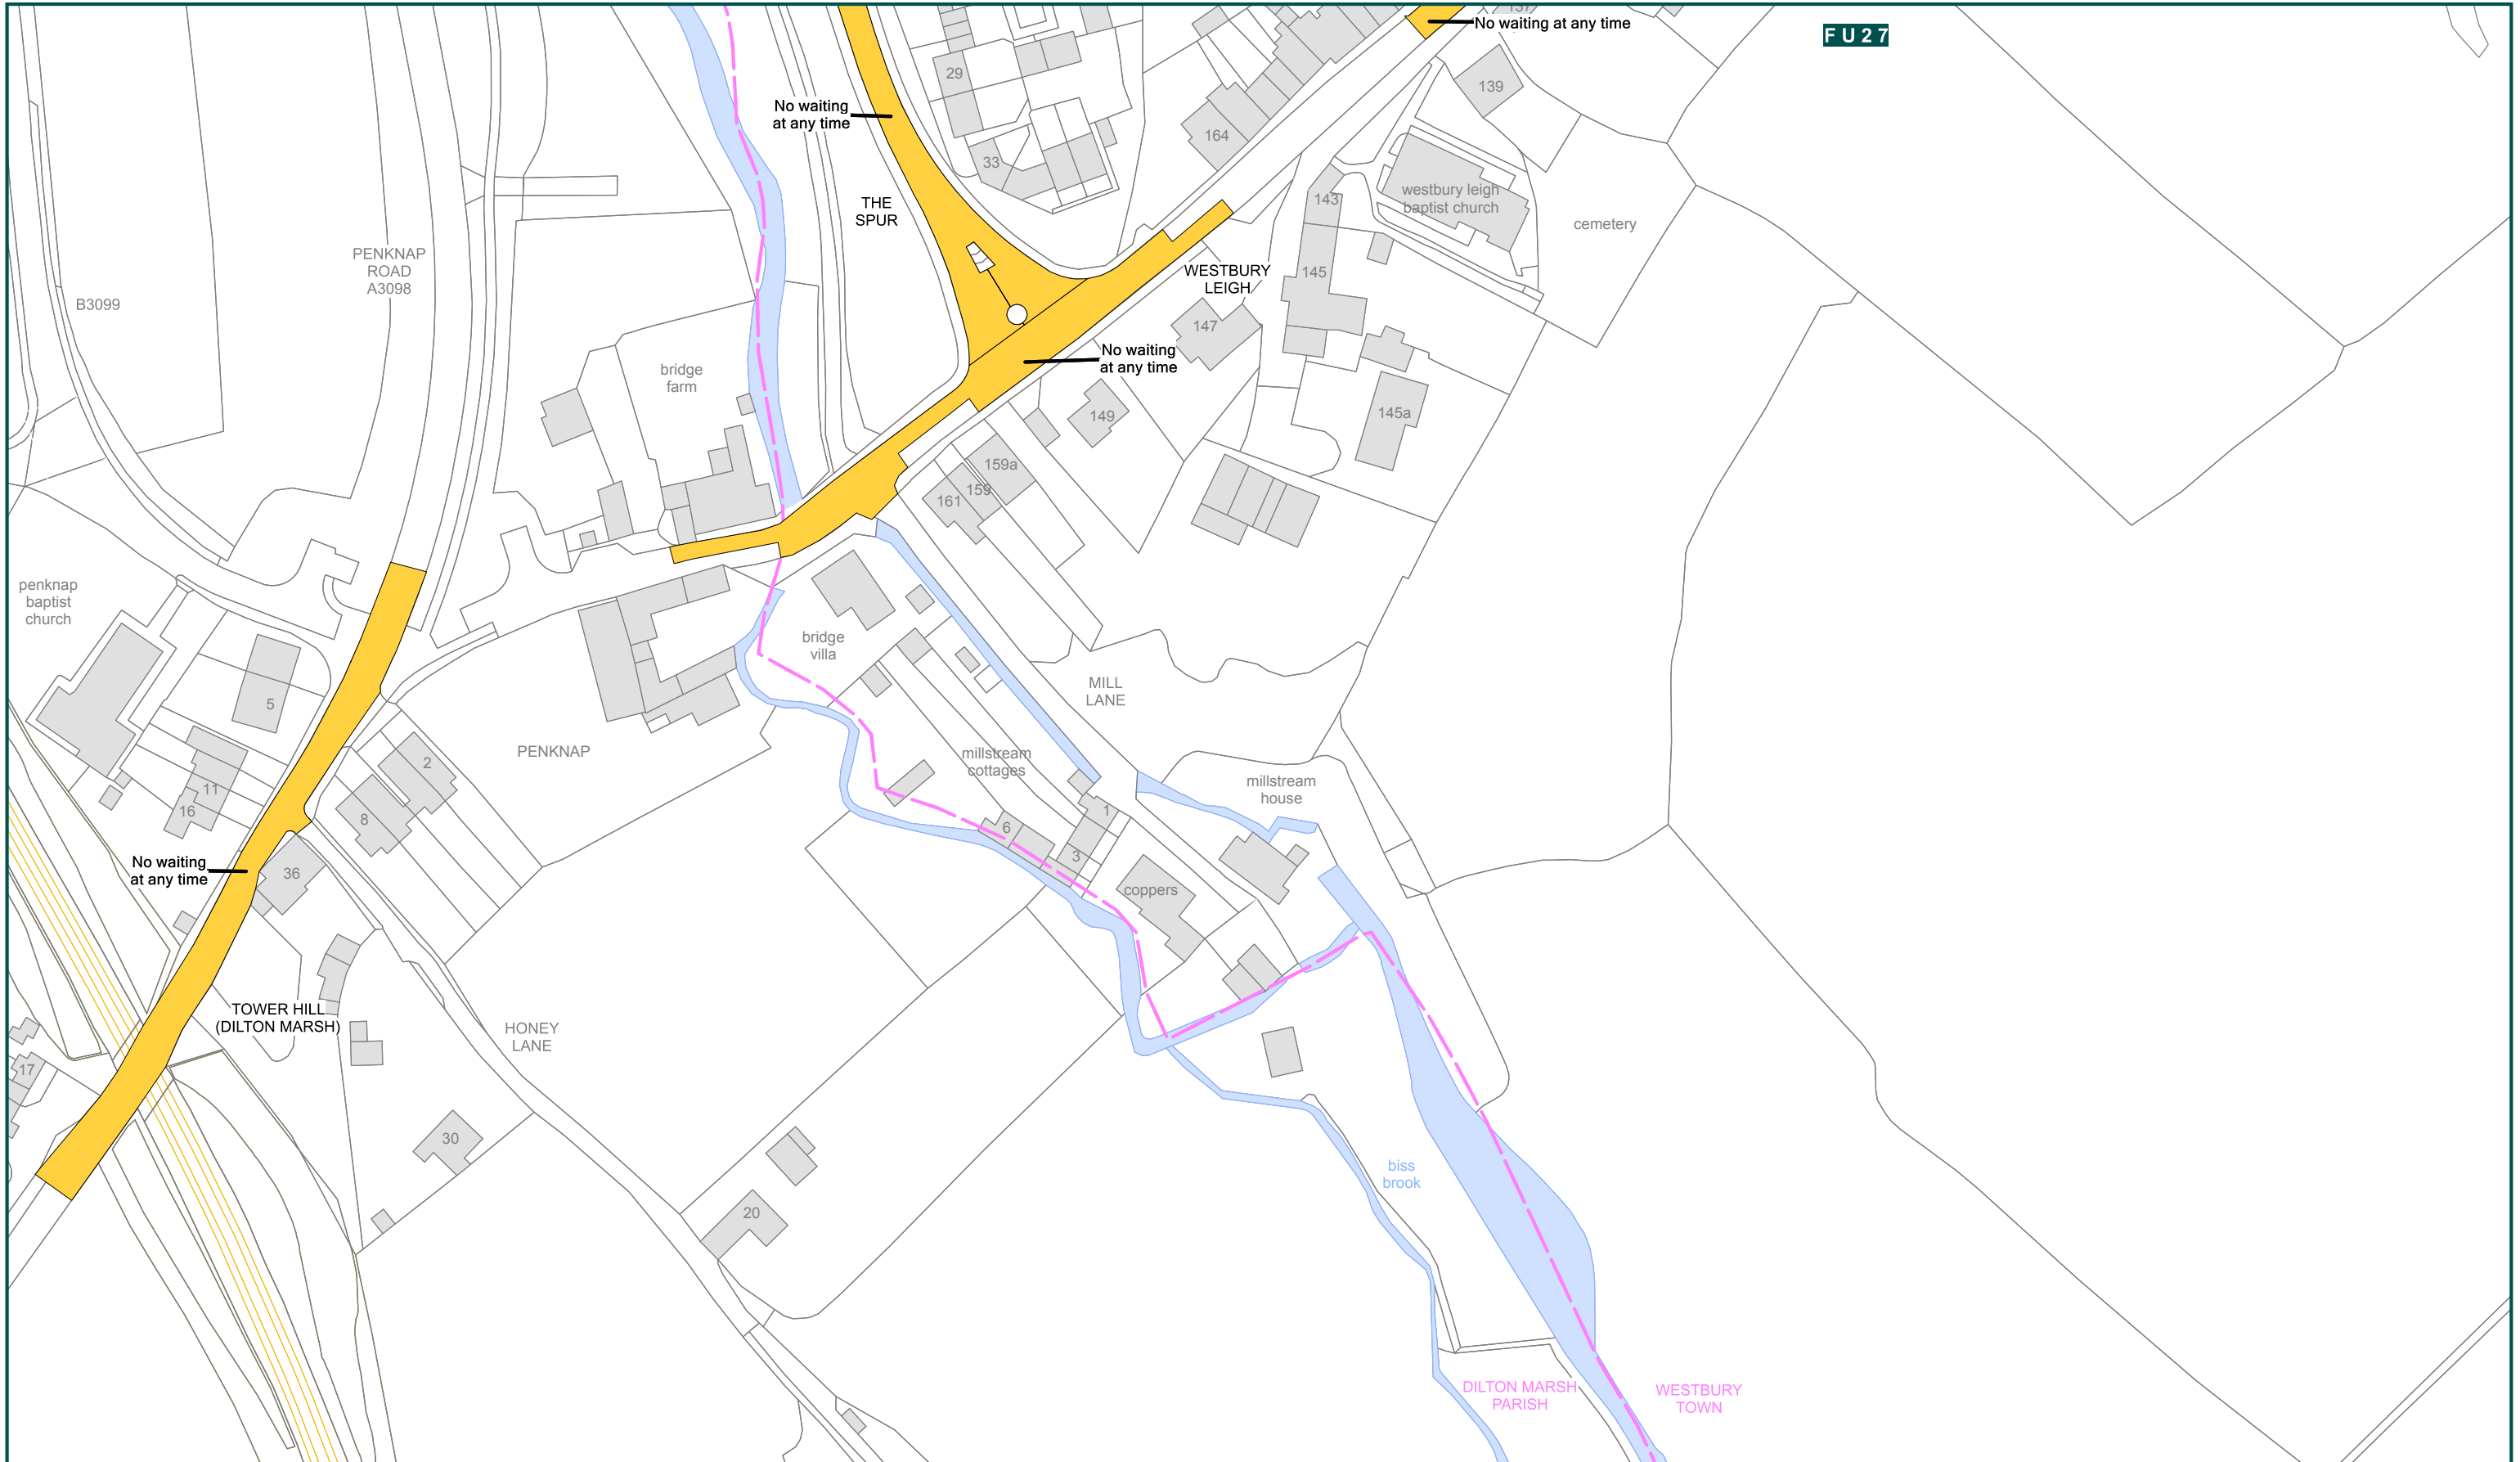 137
No waiting at any time
F U 2 7
29
139
No waiting
at any time
164
33
westbury leigh
baptist church
143
THE
SPUR
cemetery
PENKNAP
ROAD
A3098
B3099
145
WESTBURY
LEIGH
147
No waiting
at any time
bridge
farm
149
145a
159a
159
161
penknap
baptist
church
bridge
villa
MILL
LANE
5
PENKNAP
2
millstream
cottages
millstream
house
11
16
8
1
6
3
No waiting
at any time
36
coppers
TOWER HILL
(DILTON MARSH)
HONEY
LANE
17
30
biss
brook
20
DILTON MARSH
PARISH
WESTBURY
TOWN